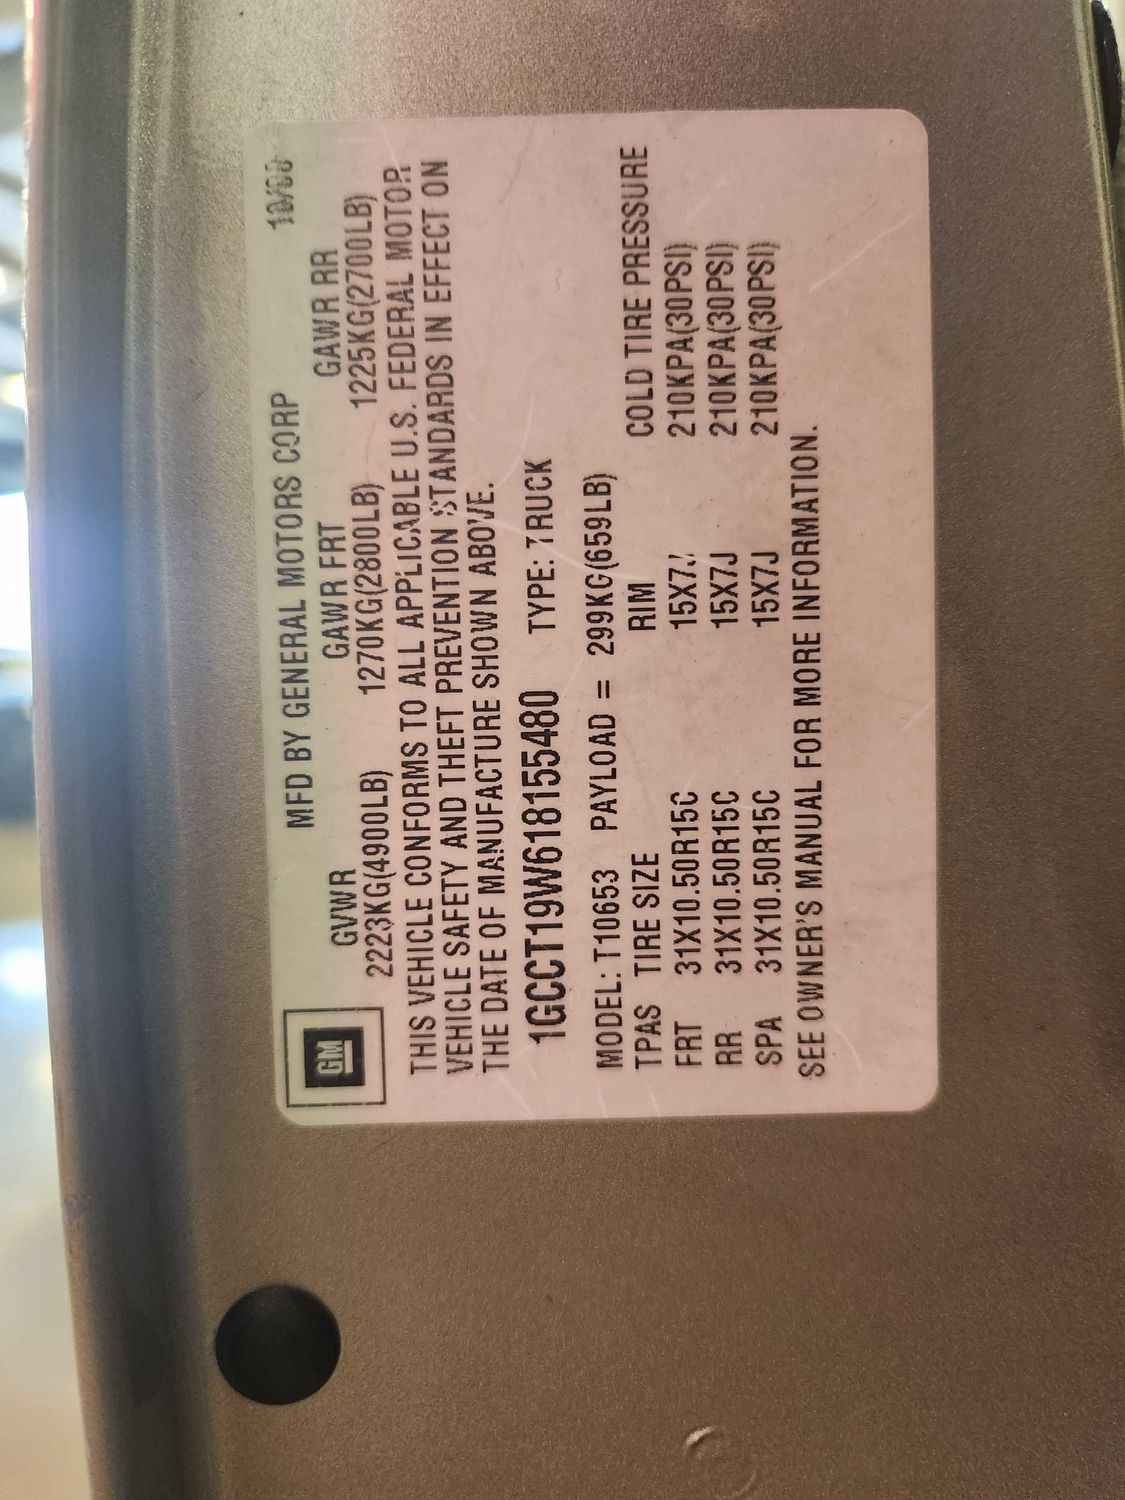 MFD BY GENERAL MOTORS CORP 10/00
GM
GVWR GAWR FRT GAWR RR
2223KG(4900LB) 1270KG(2800LB) 1225KG(2700LB)
THIS VEHICLE CONFORMS TO ALL APPLICABLE U.S. FEDERAL MOTOR
VEHICLE SAFETY AND THEFT PREVENTION STANDARDS IN EFFECT ON
THE DATE OF MANUFACTURE SHOWN ABOVE.
1GCCT19W618155480 TYPE: TRUCK
MODEL: T10653 PAYLOAD = 299KG(659LB)
TPAS TIRE SIZE RIM COLD TIRE PRESSURE
FRT 31X10.50R15C 15X7J 210KPA(30PSI)
RR 31X10.50R15C 15X7J 210KPA(30PSI)
SPA 31X10.50R15C 15X7J 210KPA(30PSI)
SEE OWNER'S MANUAL FOR MORE INFORMATION.